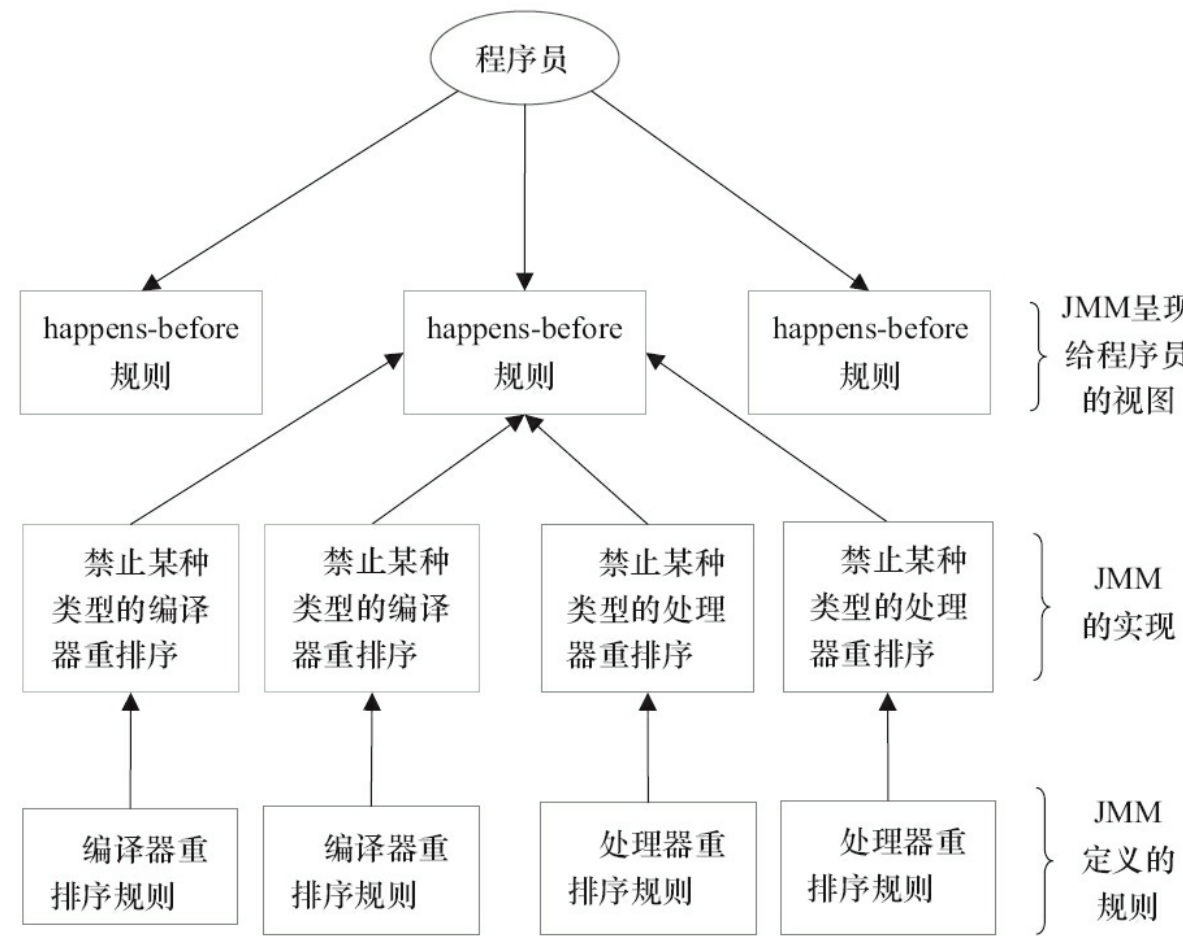 程序员
happens-before
规则
happens-before
规则
happens-before
规则
JMM呈现
给程序员
的视图
禁止某种
类型的编译
器重排序
禁止某种
类型的编译
器重排序
禁止某种
类型的处理
器重排序
禁止某种
类型的处理
器重排序
JMM
的实现
编译器重
排序规则
编译器重
排序规则
处理器重
排序规则
处理器重
排序规则
JMM
定义的
规则